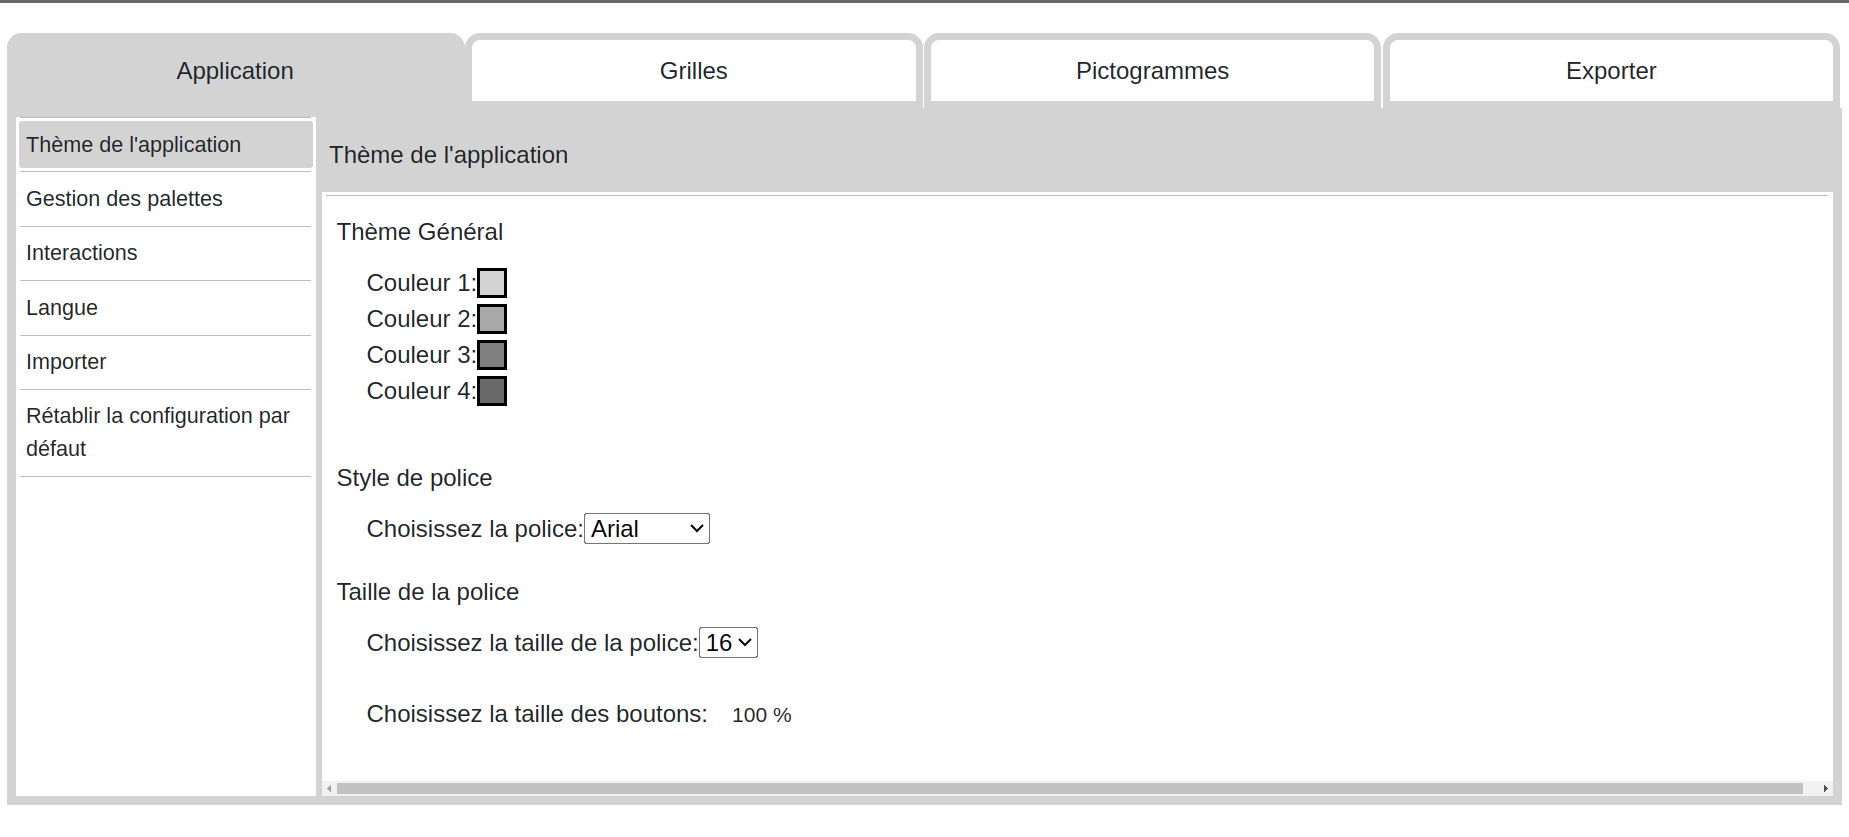 Application
Grilles
Pictogrammes
Exporter
Thème de l'application
Gestion des palettes
Interactions
Langue
Importer
Rétablir la configuration par
défaut
Thème de l'application
Thème Général
Couleur 1:
Couleur 2:
Couleur 3:
Couleur 4:
Style de police
Choisissez la police: Arial
Taille de la police
Choisissez la taille de la police: 16
Choisissez la taille des boutons: 100 %